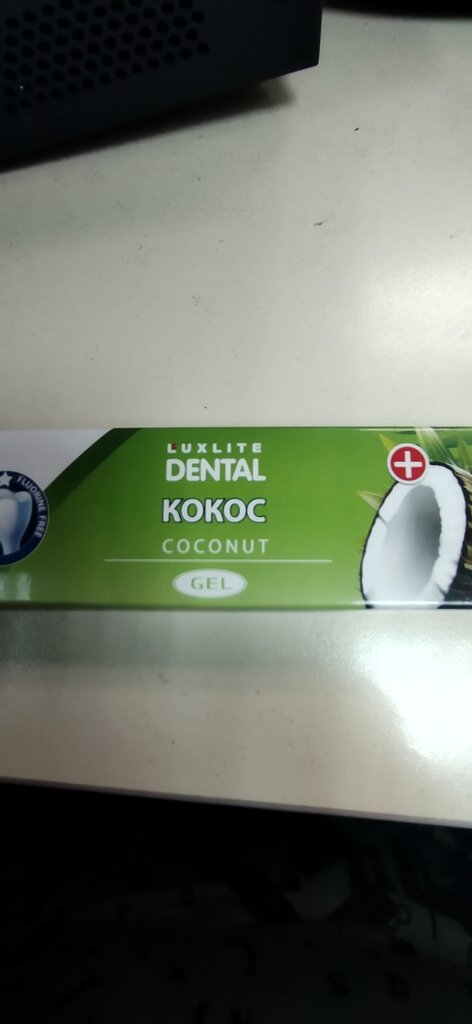 LUXLITE
DENTAL
КОКОС
COCONUT
GEL
FLUORINE FREE